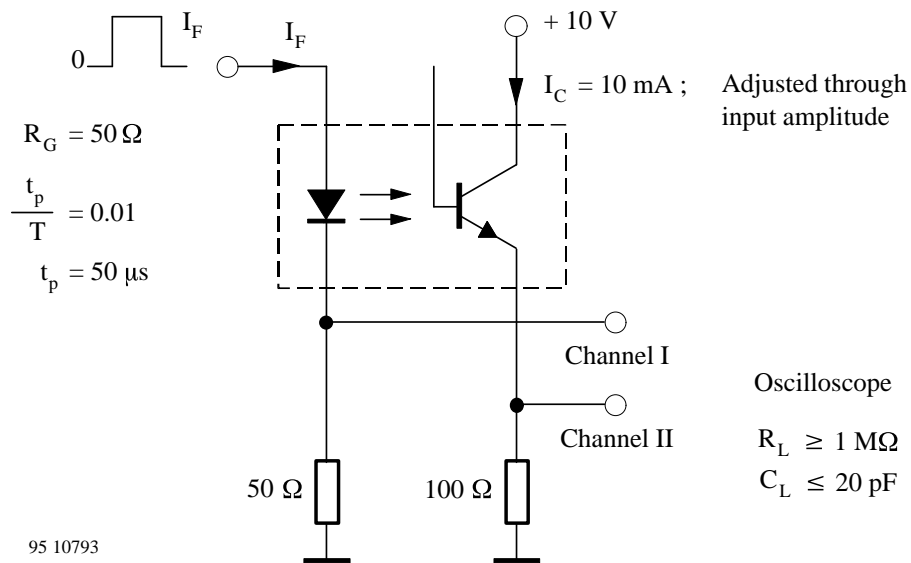 I_F
0
I_F
+ 10 V
I_C = 10 mA ;
Adjusted through
input amplitude
R_G = 50 Ω
t_p
T
= 0.01
t_p = 50 µs
Channel I
Channel II
Oscilloscope
R_L ≥ 1 MΩ
C_L ≤ 20 pF
50 Ω
100 Ω
95 10793